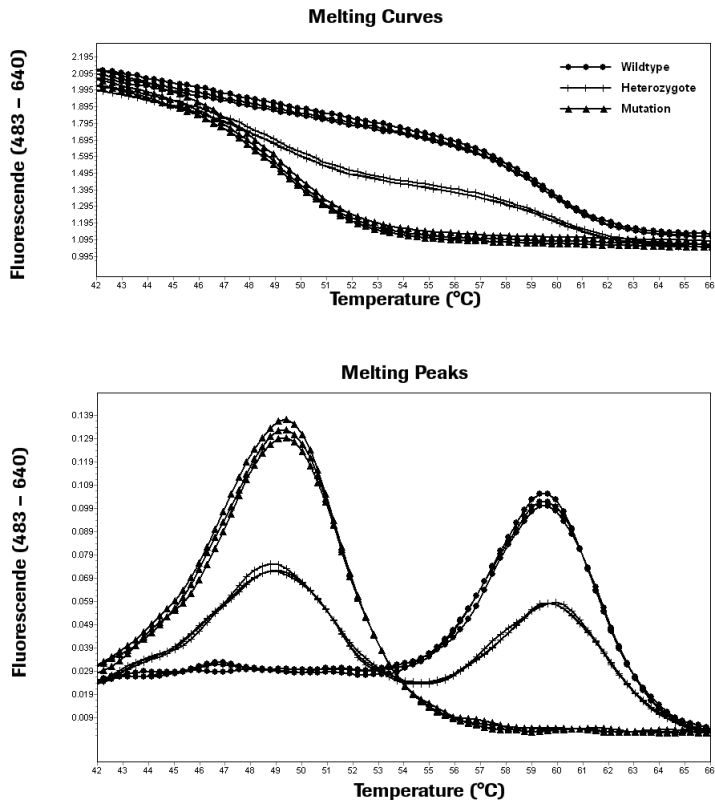 Melting Curves
Fluorescende (483 – 640)
2.195
2.095
1.995
1.895
1.795
1.695
1.595
1.495
1.395
1.295
1.195
1.095
0.995
Wildtype
Heterozygote
Mutation
42 43 44 45 46 47 48 49 50 51 52 53 54 55 56 57 58 59 60 61 62 63 64 65 66
Temperature (°C)
Melting Peaks
Fluorescende (483 – 640)
0.139
0.129
0.119
0.109
0.099
0.089
0.079
0.069
0.059
0.049
0.039
0.029
0.019
0.009
42 43 44 45 46 47 48 49 50 51 52 53 54 55 56 57 58 59 60 61 62 63 64 65 66
Temperature (°C)